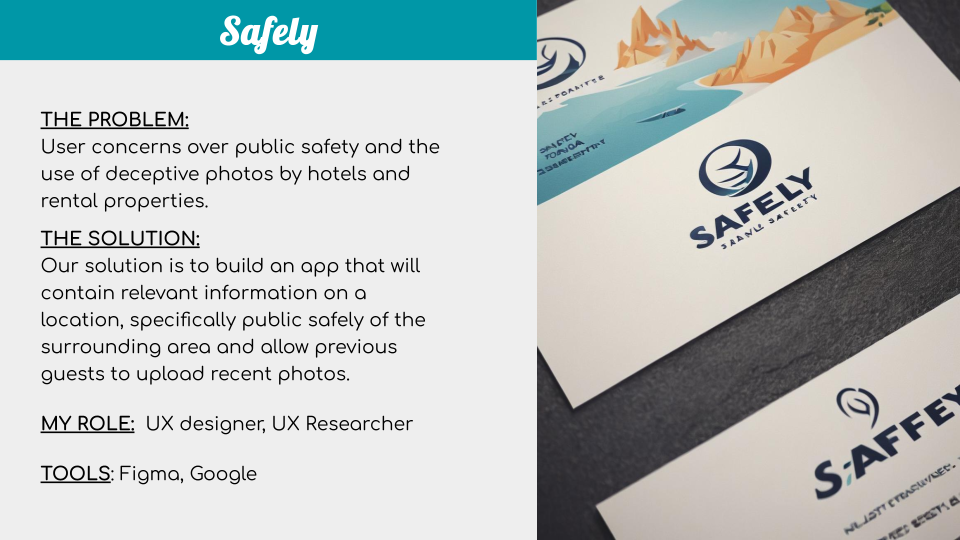 Safely
THE PROBLEM:
User concerns over public safety and the
use of deceptive photos by hotels and
rental properties.
THE SOLUTION:
Our solution is to build an app that will
contain relevant information on a
location, specifically public safely of the
surrounding area and allow previous
guests to upload recent photos.
MY ROLE: UX designer, UX Researcher
TOOLS: Figma, Google
SAFELY
S-AFFEY